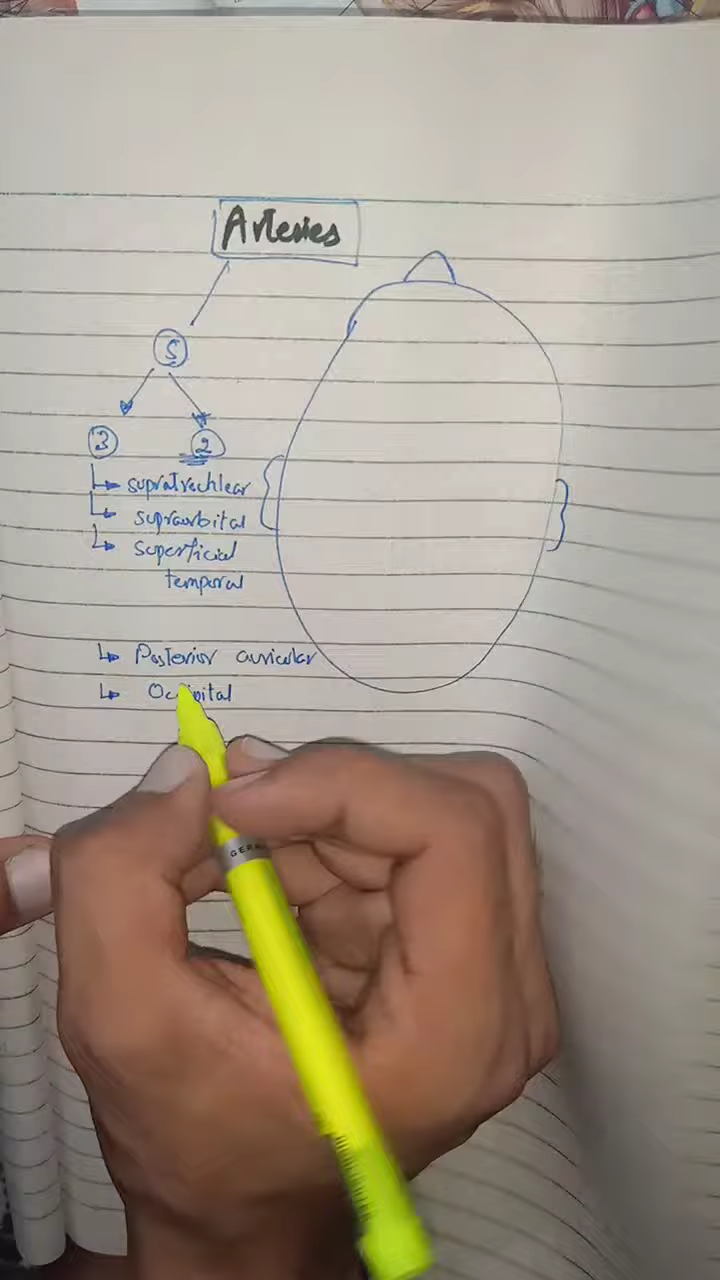 Arteries
5
3 2
supratrochlear
supraorbital
superficial
temporal
Posterior auricular
Occipital